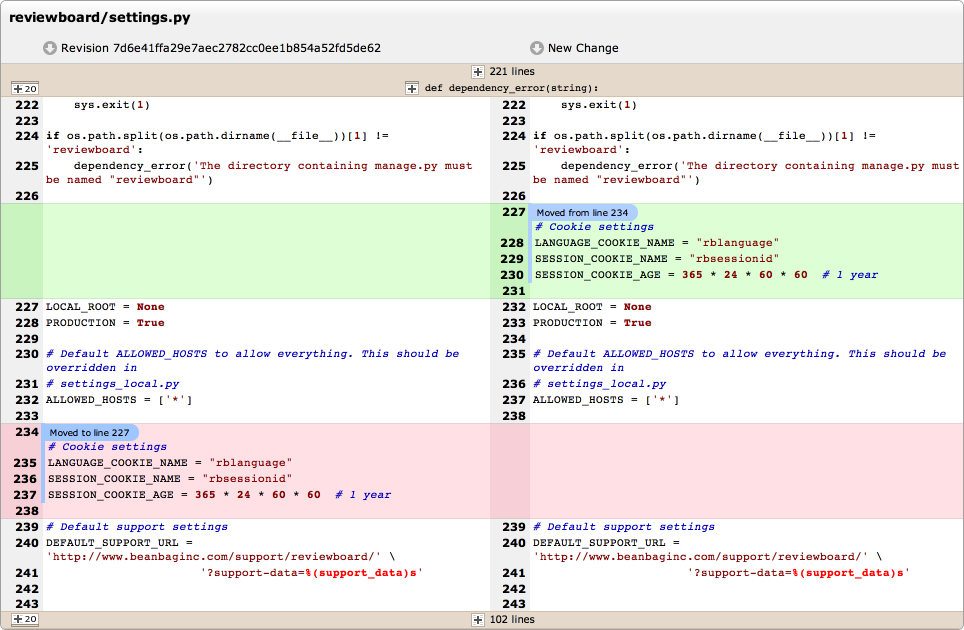 reviewboard/settings.py
Revision 7d6e41ffa29e7aec2782cc0ee1b854a52fd5de62 New Change
221 lines
20 def dependency_error(string):
222 sys.exit(1) 222 sys.exit(1)
223 223
224 if os.path.split(os.path.dirname(__file__))[1] != 224 if os.path.split(os.path.dirname(__file__))[1] !=
'reviewboard': 'reviewboard':
225 dependency_error('The directory containing manage.py must 225 dependency_error('The directory containing manage.py must
be named "reviewboard"') be named "reviewboard"')
226 226
227 Moved from line 234
# Cookie settings
228 LANGUAGE_COOKIE_NAME = "rblanguage"
229 SESSION_COOKIE_NAME = "rbsessionid"
230 SESSION_COOKIE_AGE = 365 * 24 * 60 * 60 # 1 year
231
227 LOCAL_ROOT = None 232 LOCAL_ROOT = None
228 PRODUCTION = True 233 PRODUCTION = True
229 234
230 # Default ALLOWED_HOSTS to allow everything. This should be 235 # Default ALLOWED_HOSTS to allow everything. This should be
overridden in overridden in
231 # settings_local.py 236 # settings_local.py
232 ALLOWED_HOSTS = ['*'] 237 ALLOWED_HOSTS = ['*']
233 238
234 Moved to line 227
# Cookie settings
235 LANGUAGE_COOKIE_NAME = "rblanguage"
236 SESSION_COOKIE_NAME = "rbsessionid"
237 SESSION_COOKIE_AGE = 365 * 24 * 60 * 60 # 1 year
238
239 # Default support settings 239 # Default support settings
240 DEFAULT_SUPPORT_URL = 240 DEFAULT_SUPPORT_URL =
'http://www.beanbaginc.com/support/reviewboard/' \ 'http://www.beanbaginc.com/support/reviewboard/' \
241 '?support-data=%(support_data)s' 241 '?support-data=%(support_data)s'
242 242
243 243
20 102 lines